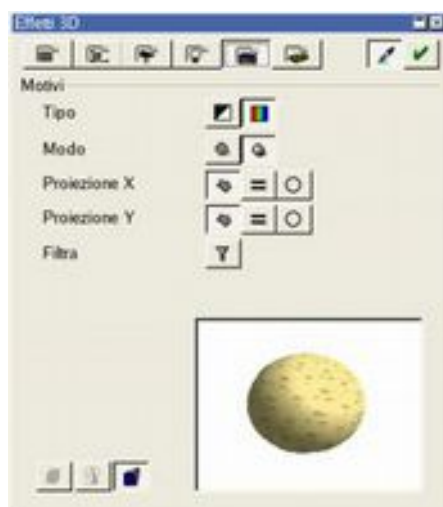 Effetti 3D
Motivi
Tipo
Modo
Proiezione X
Proiezione Y
Filtra